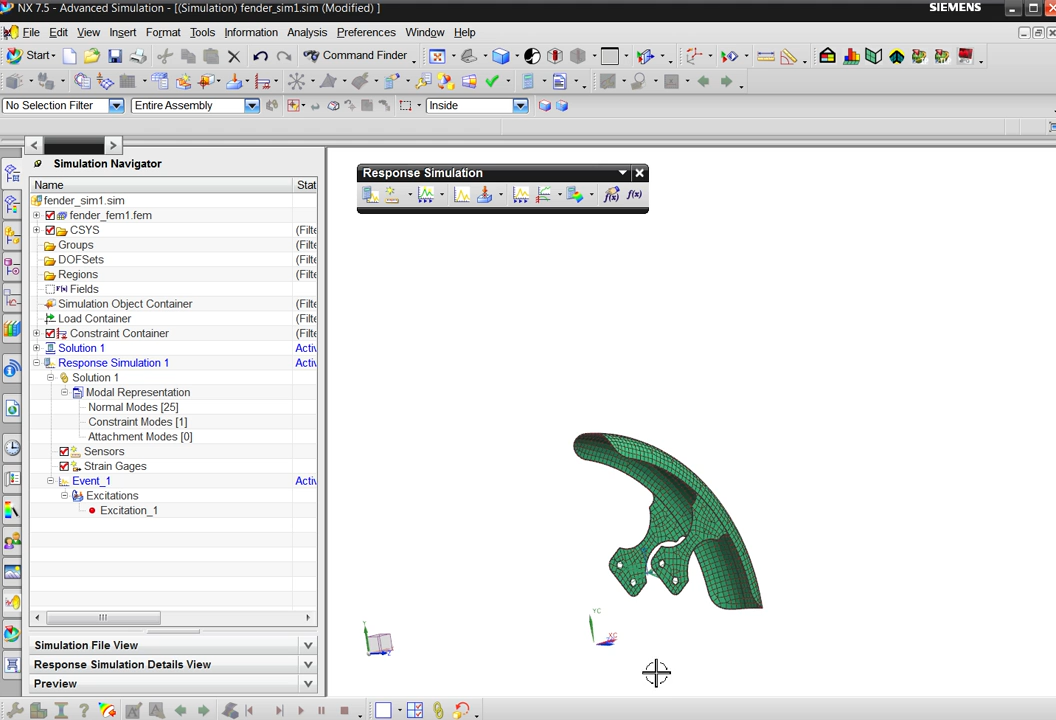 NX 7.5 - Advanced Simulation - [(Simulation) fender_sim1.sim (Modified) ]
SIEMENS
File Edit View Insert Format Tools Information Analysis Preferences Window Help
Start
Command Finder
No Selection Filter
Entire Assembly
Inside
Simulation Navigator
Name
Stat
fender_sim1.sim
fender_fem1.fem
CSYS
(Filte
Groups
(Filte
DOFSets
(Filte
Regions
(Filte
Fields
(Filte
Simulation Object Container
(Filte
Load Container
(Filte
Constraint Container
(Filte
Solution 1
Activ
Response Simulation 1
Activ
Solution 1
Modal Representation
Normal Modes [25]
Constraint Modes [1]
Attachment Modes [0]
Sensors
Strain Gages
Event_1
Activ
Excitations
Excitation_1
Simulation File View
Response Simulation Details View
Preview
Response Simulation
YC
XC
Y
Z